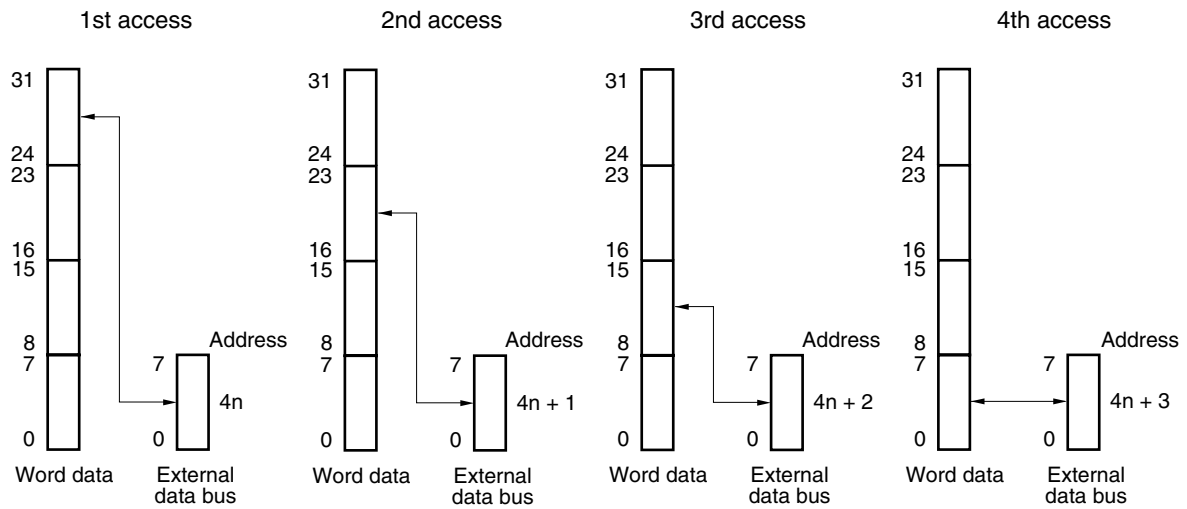 1st access
31
24
23
16
15
8
7
0
Address
7
4n
0
Word data
External
data bus
2nd access
31
24
23
16
15
8
7
0
Address
7
4n + 1
0
Word data
External
data bus
3rd access
31
24
23
16
15
8
7
0
Address
7
4n + 2
0
Word data
External
data bus
4th access
31
24
23
16
15
8
7
0
Address
7
4n + 3
0
Word data
External
data bus